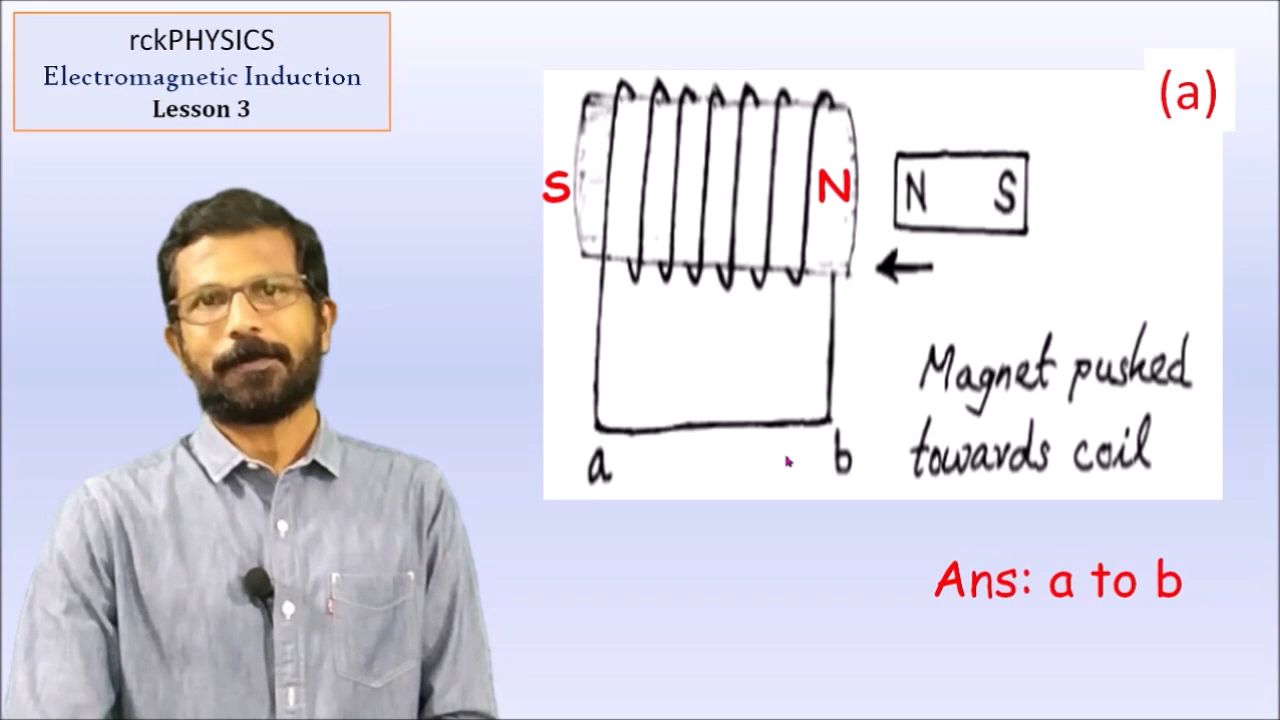 rckPHYSICS
Electromagnetic Induction
Lesson 3
(a)
S
N
N S
Magnet pushed
towards coil
a
b
Ans: a to b